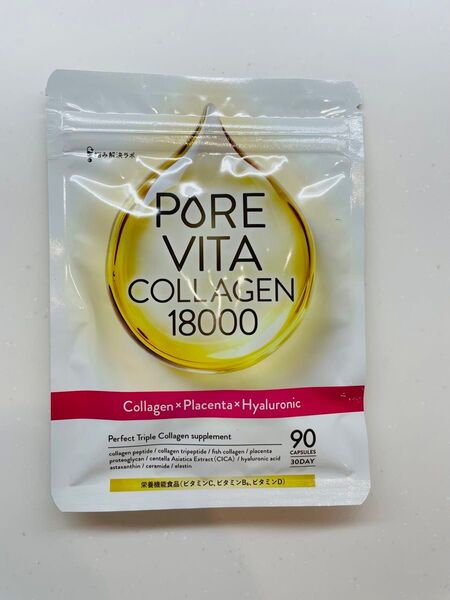 悩み解決ラボ
PORE
VITA
COLLAGEN
18000
Collagen×Placenta×Hyaluronic
Perfect Triple Collagen supplement
collagen peptide / collagen tripeptide / fish collagen / placenta
proteoglycan / centella Asiatica Extract (CICA) / hyaluronic acid
astaxanthin / ceramide / elastin
90
CAPSULES
30DAY
栄養機能食品(ビタミンC、ビタミンB₆、ビタミンD)